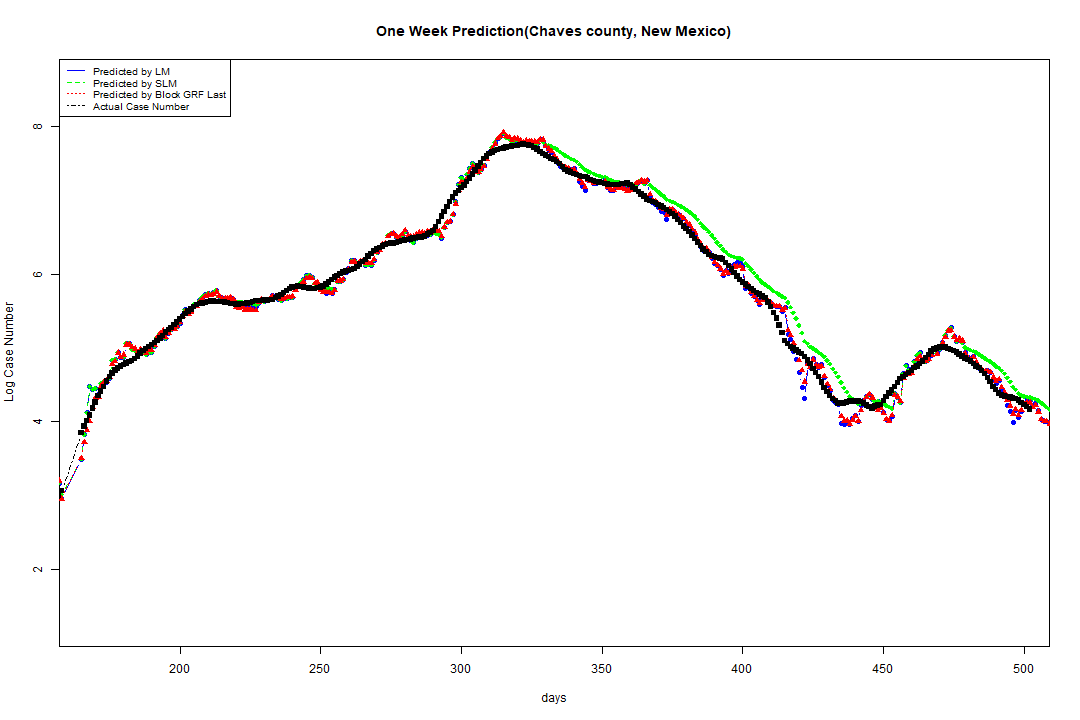 One Week Prediction(Chaves county, New Mexico)
Predicted by LM
Predicted by SLM
Predicted by Block GRF Last
Actual Case Number
8
6
4
2
Log Case Number
200 250 300 350 400 450 500
days